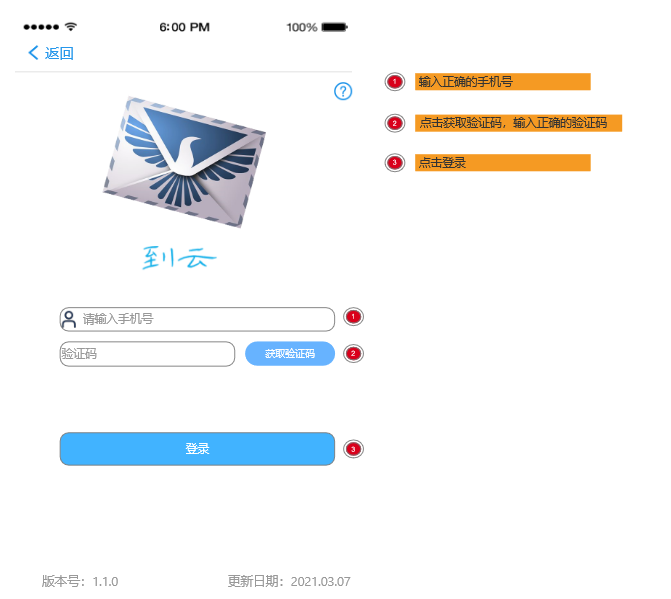 6:00 PM
100%
返回
?
到云
请输入手机号
1
验证码
获取验证码
2
登录
3
版本号：1.1.0
更新日期：2021.03.07
1
输入正确的手机号
2
点击获取验证码，输入正确的验证码
3
点击登录